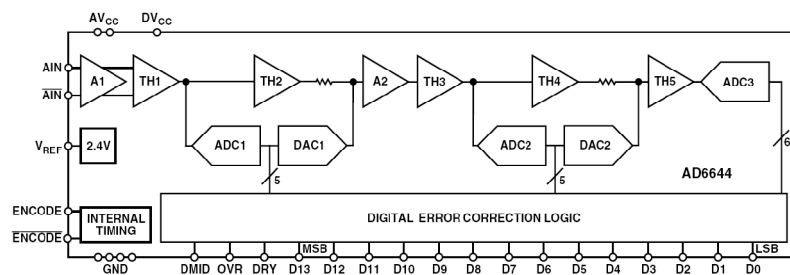 AVCC DVCC
AIN
A1 TH1 TH2 A2 TH3 TH4 TH5 ADC3
AIN
VREF 2.4V ADC1 DAC1 ADC2 DAC2 6
5 5 AD6644
ENCODE
INTERNAL TIMING
ENCODE
DIGITAL ERROR CORRECTION LOGIC
MSB LSB
GND DMID OVR DRY D13 D12 D11 D10 D9 D8 D7 D6 D5 D4 D3 D2 D1 D0